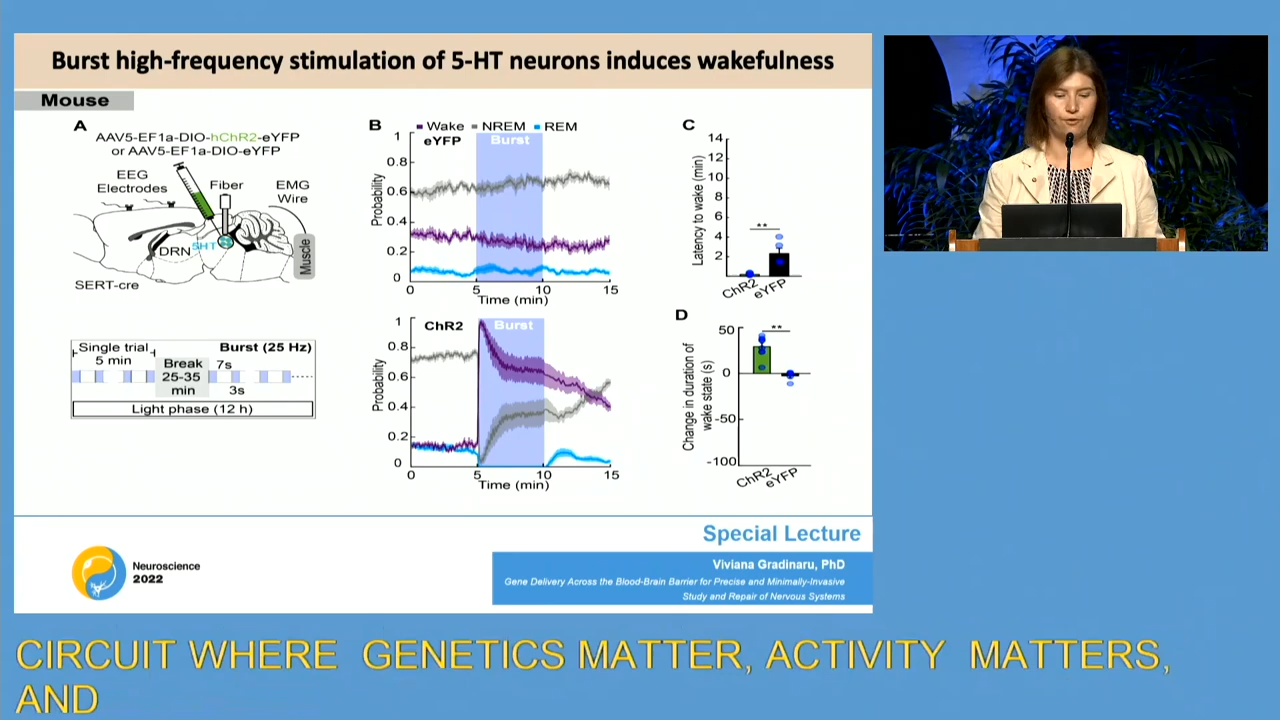 Burst high-frequency stimulation of 5-HT neurons induces wakefulness
Mouse
A
AAV5-EF1a-DIO-hChR2-eYFP
or AAV5-EF1a-DIO-eYFP
EEG
Electrodes
Fiber
EMG
Wire
DRN
5HT
Muscle
SERT-cre
Single trial
5 min
Burst (25 Hz)
Break
25-35
min
7s
3s
Light phase (12 h)
B
Wake NREM REM
eYFP
Burst
1
0.8
0.6
0.4
0.2
0
Probability
0 5 10 15
Time (min)
ChR2
Burst
1
0.8
0.6
0.4
0.2
0
Probability
0 5 10 15
Time (min)
C
14
12
10
8
6
4
2
Latency to wake (min)
**
ChR2
eYFP
D
50
0
-50
-100
Change in duration of
wake state (s)
**
ChR2
eYFP
Special Lecture
Neuroscience
2022
Viviana Gradinaru, PhD
Gene Delivery Across the Blood-Brain Barrier for Precise and Minimally-Invasive
Study and Repair of Nervous Systems
CIRCUIT WHERE GENETICS MATTER, ACTIVITY MATTERS,
AND